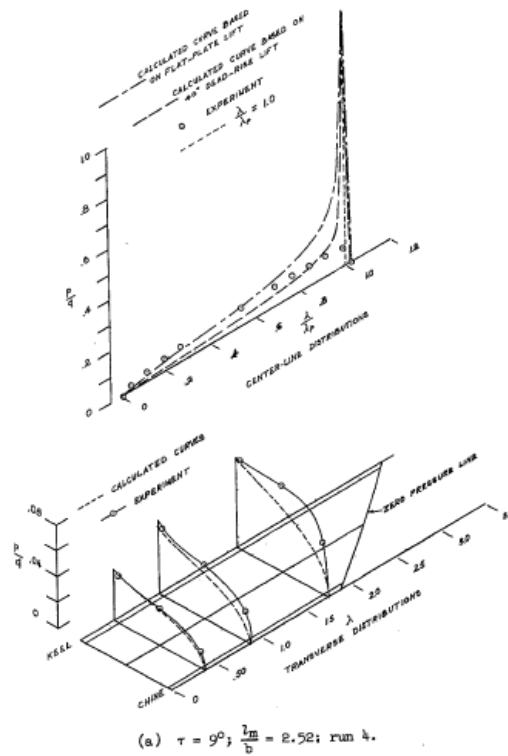 CALCULATED CURVE BASED
ON FLAT-PLATE LIFT
CALCULATED CURVE BASED ON
40° DEAD-RISE LIFT
EXPERIMENT
λ/λp = 1.0
1.0
.8
.6
.4
.2
0
p/q
0
.2
.4
.6
.8
1.0
1.2
λ/λp
CENTER-LINE DISTRIBUTIONS
CALCULATED CURVES
EXPERIMENT
.08
.04
0
p/q
KEEL
CHINE
ZERO PRESSURE LINE
0
.50
1.0
1.5
2.0
2.5
3.0
λ
TRANSVERSE DISTRIBUTIONS
(a) τ = 9°; lm/b = 2.52; run 4.